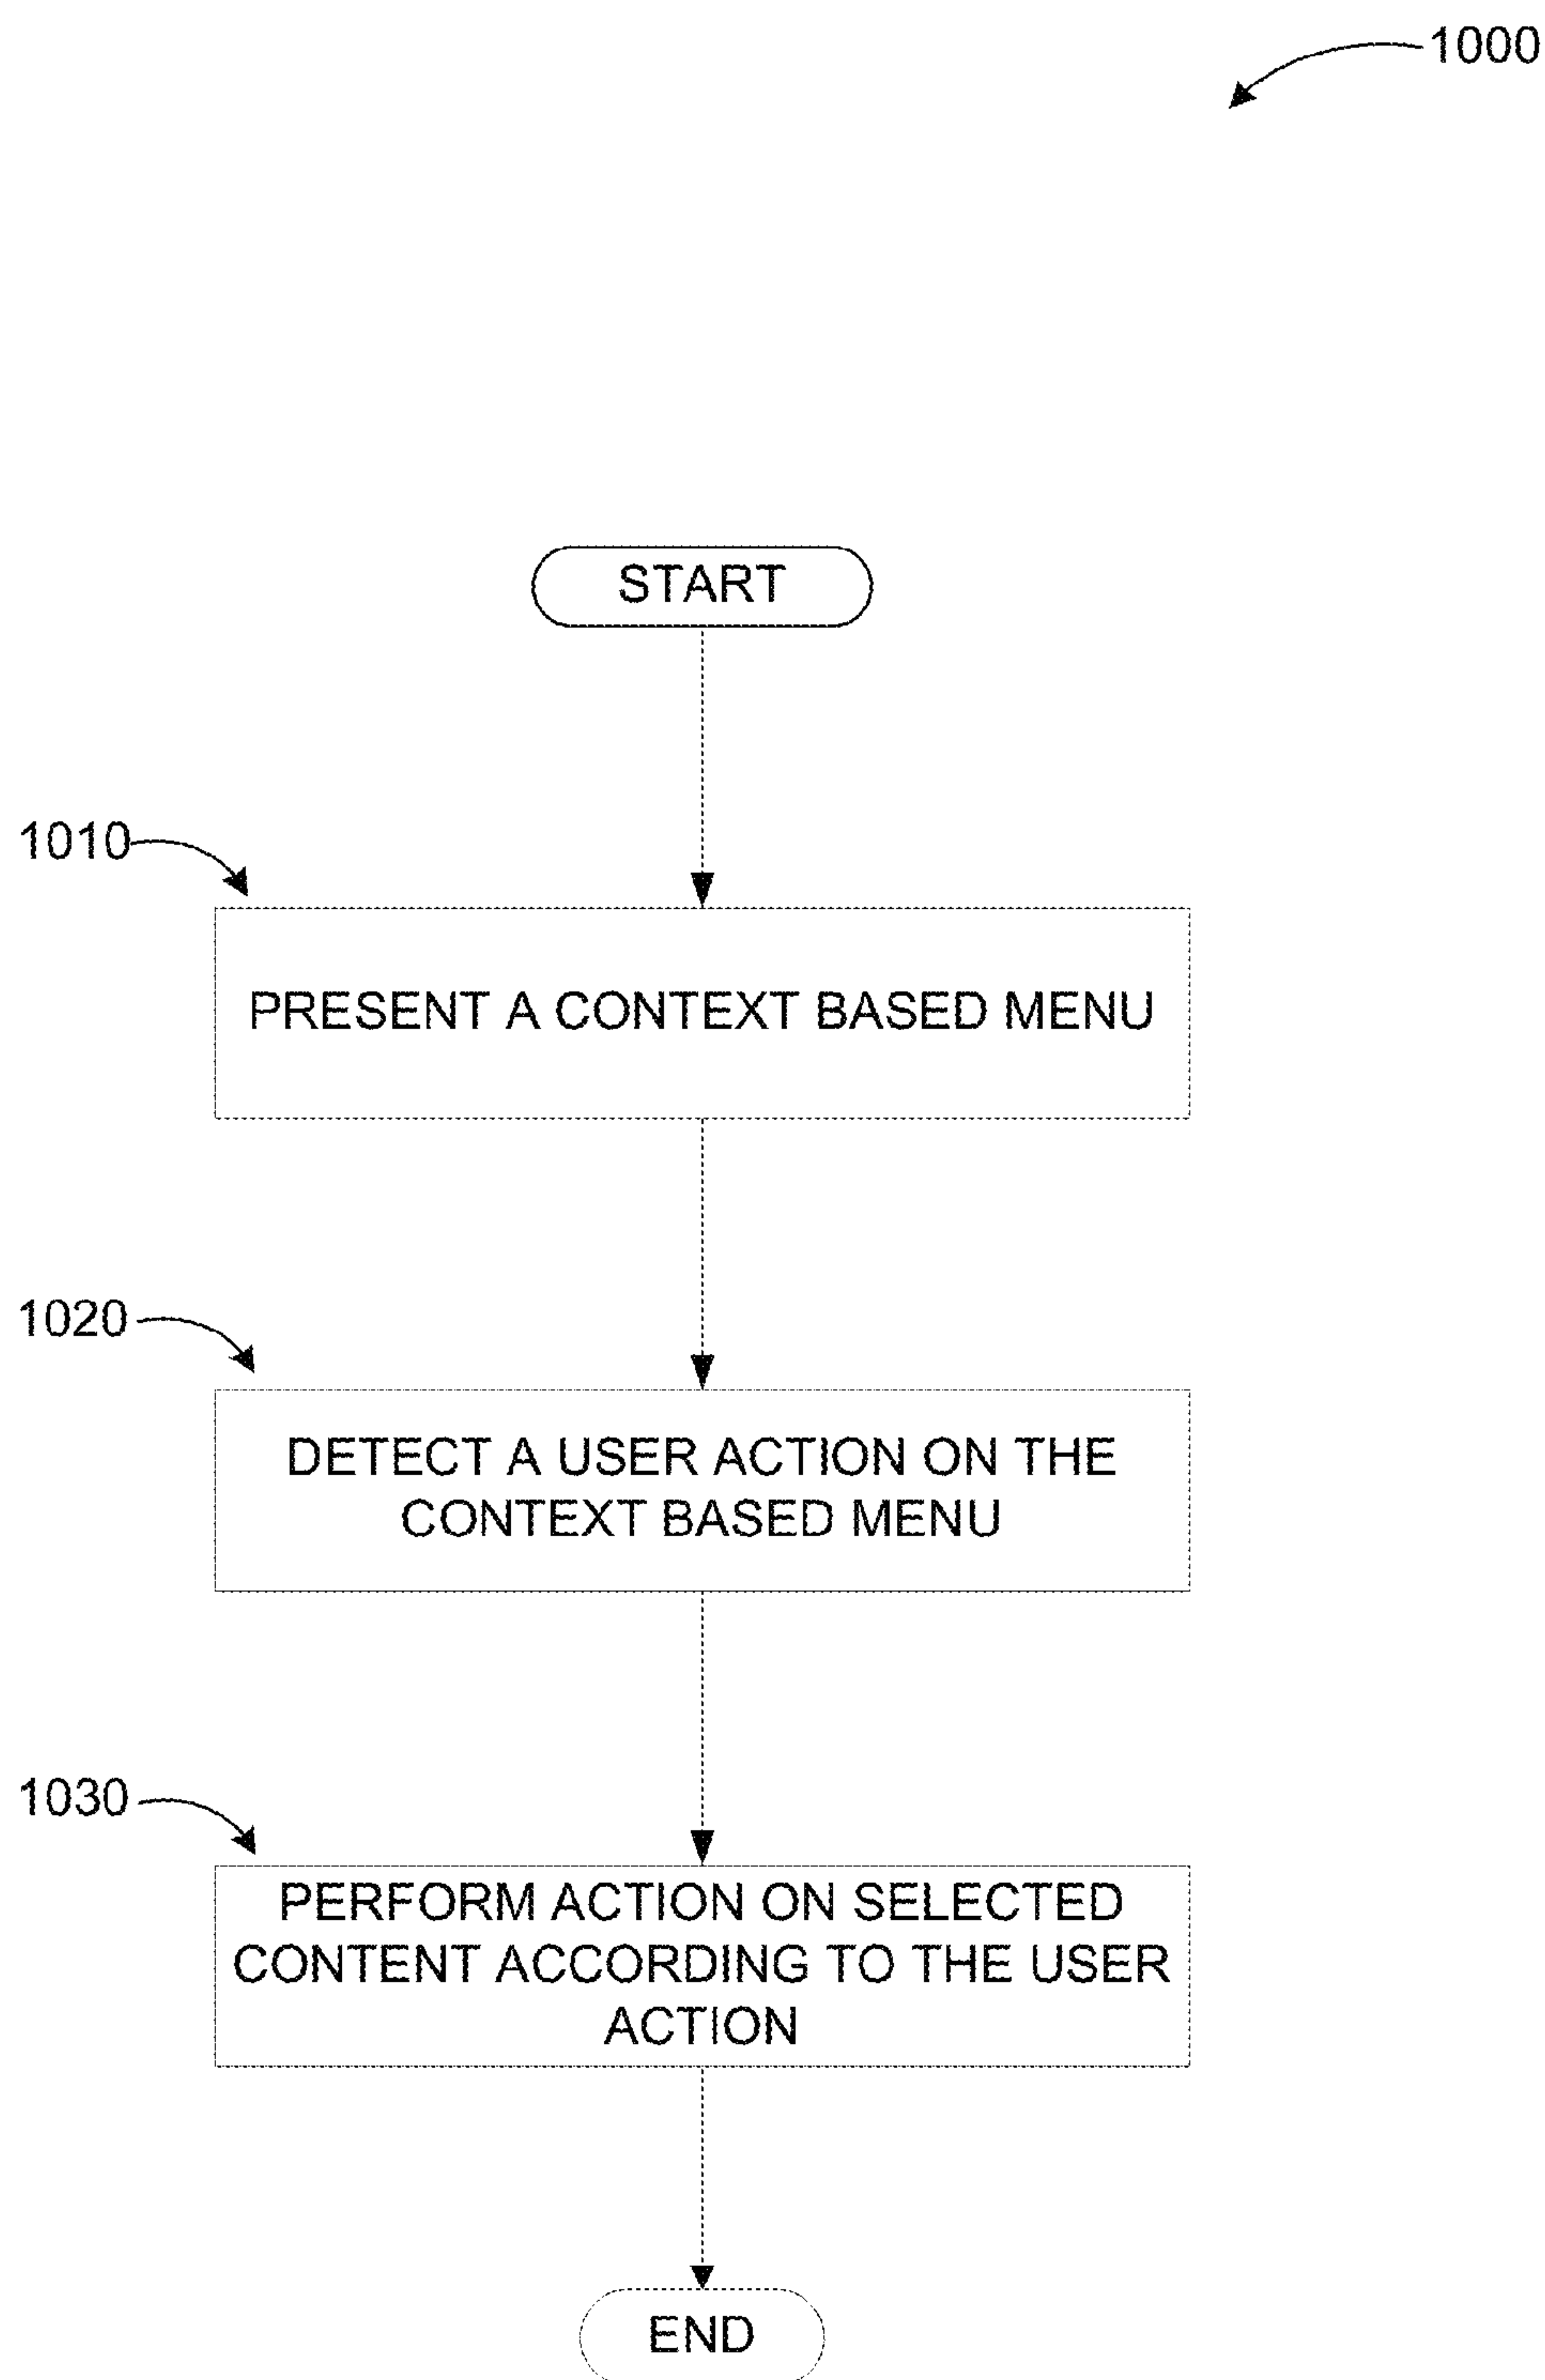 1000
START
1010
PRESENT A CONTEXT BASED MENU
1020
DETECT A USER ACTION ON THE
CONTEXT BASED MENU
1030
PERFORM ACTION ON SELECTED
CONTENT ACCORDING TO THE USER
ACTION
END